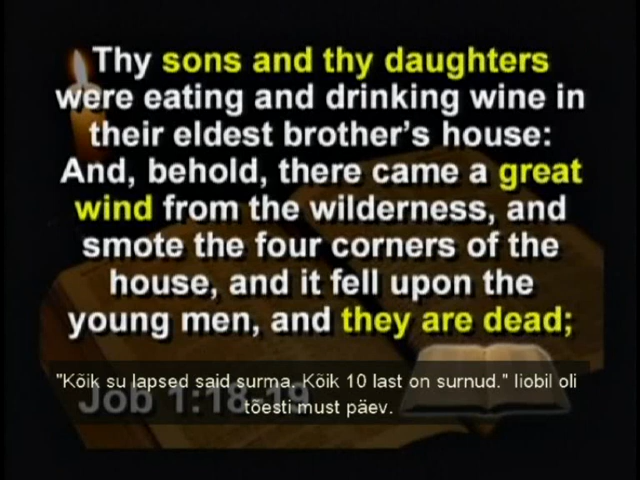 Thy sons and thy daughters
were eating and drinking wine in
their eldest brother's house:
And, behold, there came a great
wind from the wilderness, and
smote the four corners of the
house, and it fell upon the
young men, and they are dead;
"Kõik su lapsed said surma. Kõik 10 last on surnud." Iiobil oli
Job 1:18-19
tõesti must päev.